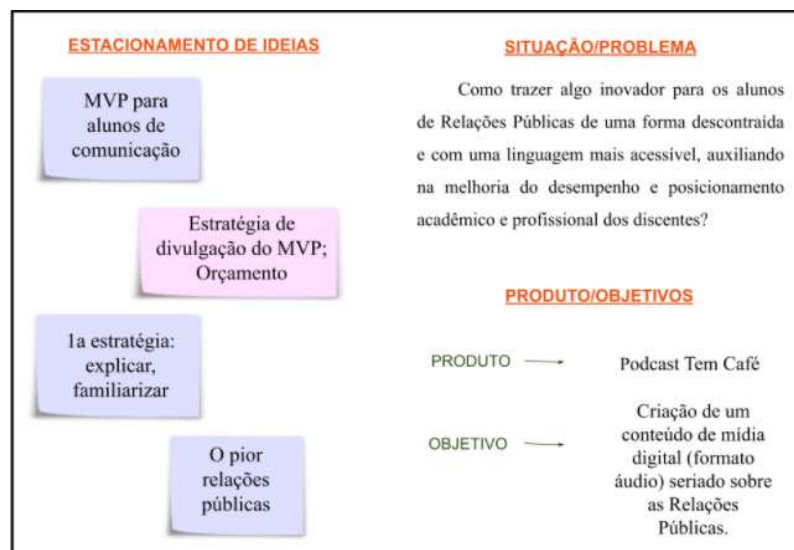 ESTACIONAMENTO DE IDEIAS
MVP para
alunos de
comunicação
Estratégia de
divulgação do MVP;
Orçamento
1a estratégia:
explicar,
familiarizar
O pior
relações
públicas
SITUAÇÃO/PROBLEMA
Como trazer algo inovador para os alunos
de Relações Públicas de uma forma descontraída
e com uma linguagem mais acessível, auxiliando
na melhoria do desempenho e posicionamento
acadêmico e profissional dos discentes?
PRODUTO/OBJETIVOS
PRODUTO
Podcast Tem Café
OBJETIVO
Criação de um
conteúdo de mídia
digital (formato
áudio) seriado sobre
as Relações
Públicas.